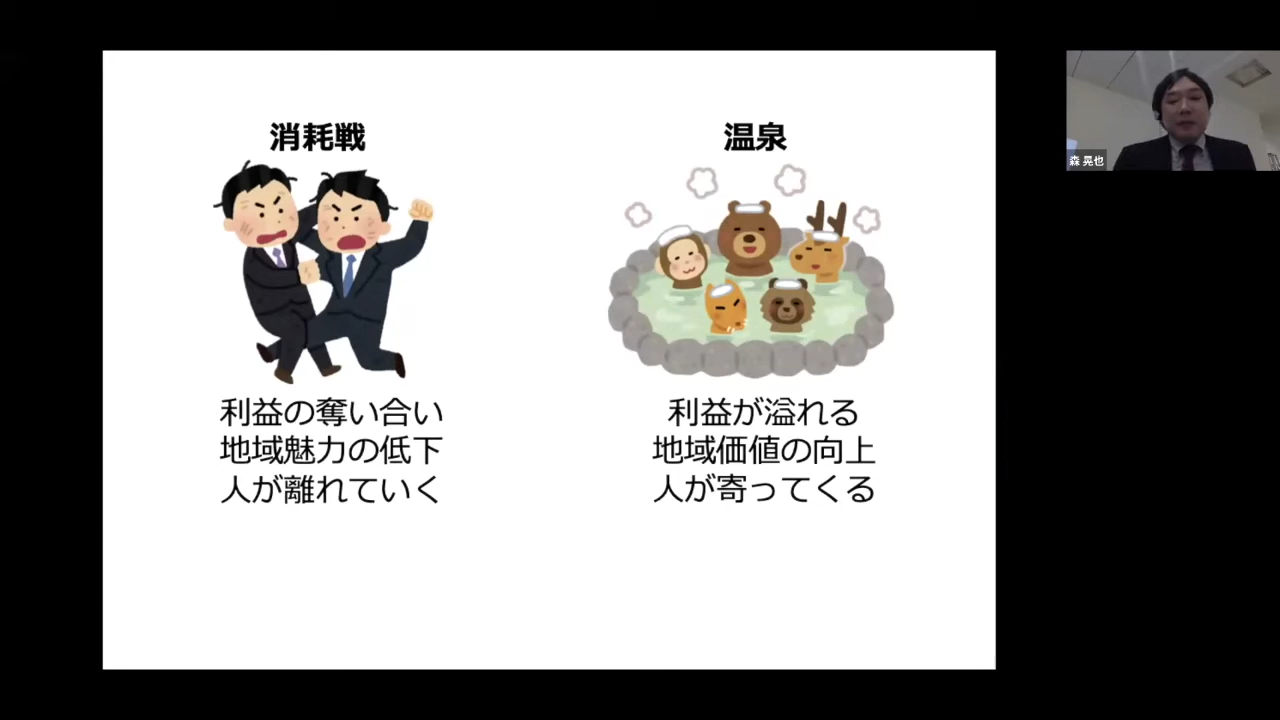 消耗戦
利益の奪い合い
地域魅力の低下
人が離れていく
温泉
利益が溢れる
地域価値の向上
人が寄ってくる
森 晃也